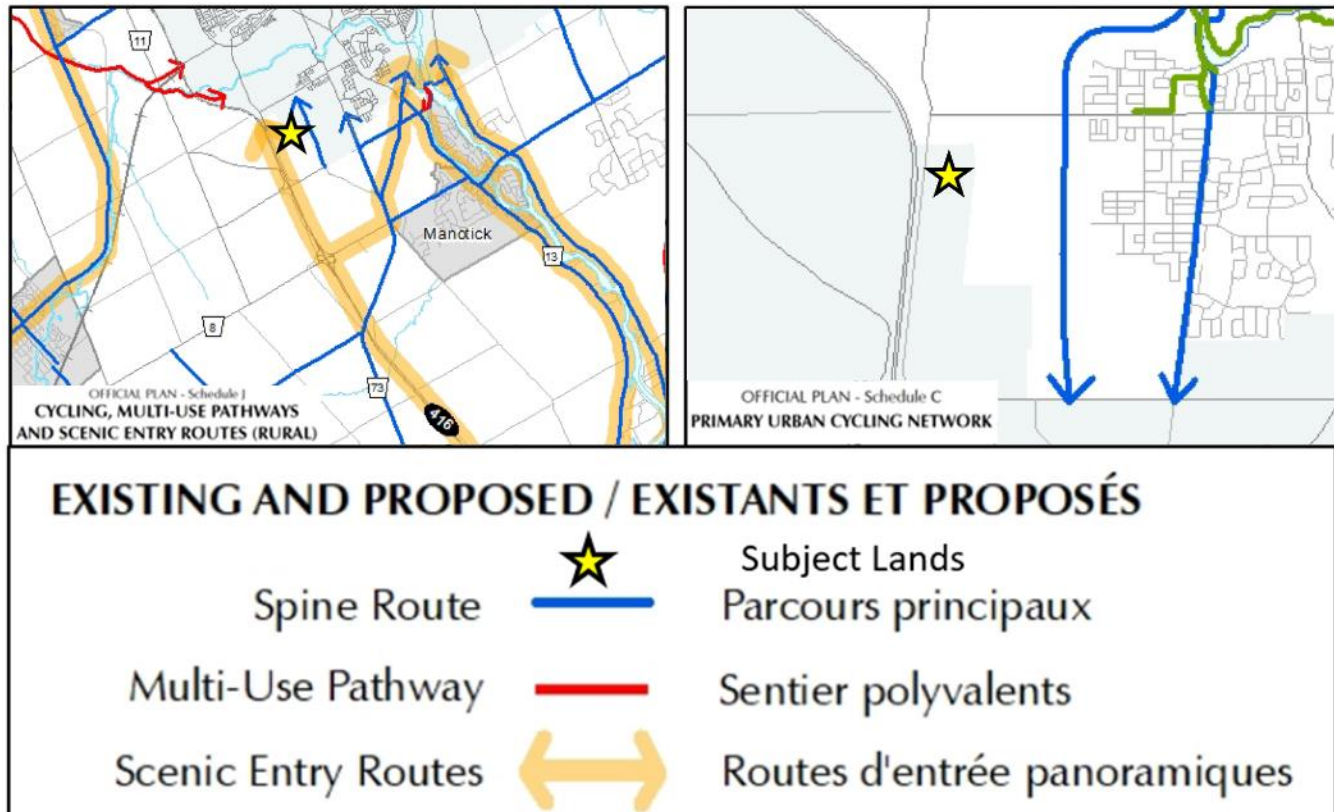 11
Manotick
13
8
73
416
OFFICIAL PLAN - Schedule J
CYCLING, MULTI-USE PATHWAYS
AND SCENIC ENTRY ROUTES (RURAL)
OFFICIAL PLAN - Schedule C
PRIMARY URBAN CYCLING NETWORK
EXISTING AND PROPOSED / EXISTANTS ET PROPOSÉS
Subject Lands
Spine Route Parcours principaux
Multi-Use Pathway Sentier polyvalents
Scenic Entry Routes Routes d'entrée panoramiques